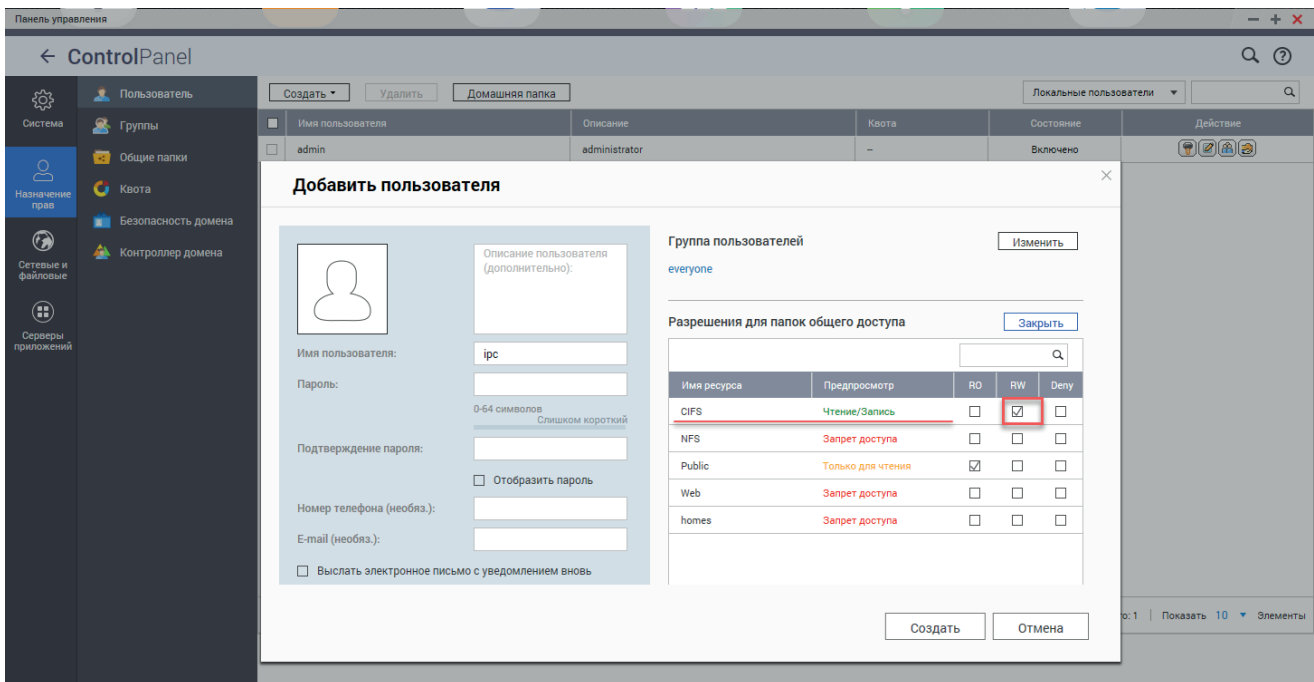 Панель управления
ControlPanel
Система
Назначение прав
Сетевые и файловые
Серверы приложений
Пользователь
Группы
Общие папки
Квота
Безопасность домена
Контроллер домена
Создать Удалить Домашняя папка Локальные пользователи
Имя пользователя Описание Квота Состояние Действие
admin administrator – Включено
Добавить пользователя
Описание пользователя
(дополнительно):
Имя пользователя: ipc
Пароль:
0-64 символов
Слишком короткий
Подтверждение пароля:
Отобразить пароль
Номер телефона (необяз.):
E-mail (необяз.):
Выслать электронное письмо с уведомлением вновь
Группа пользователей Изменить
everyone
Разрешения для папок общего доступа Закрыть
Имя ресурса Предпросмотр RO RW Deny
CIFS Чтение/Запись
NFS Запрет доступа
Public Только для чтения
Web Запрет доступа
homes Запрет доступа
Создать Отмена
1 | Показать 10 Элементы